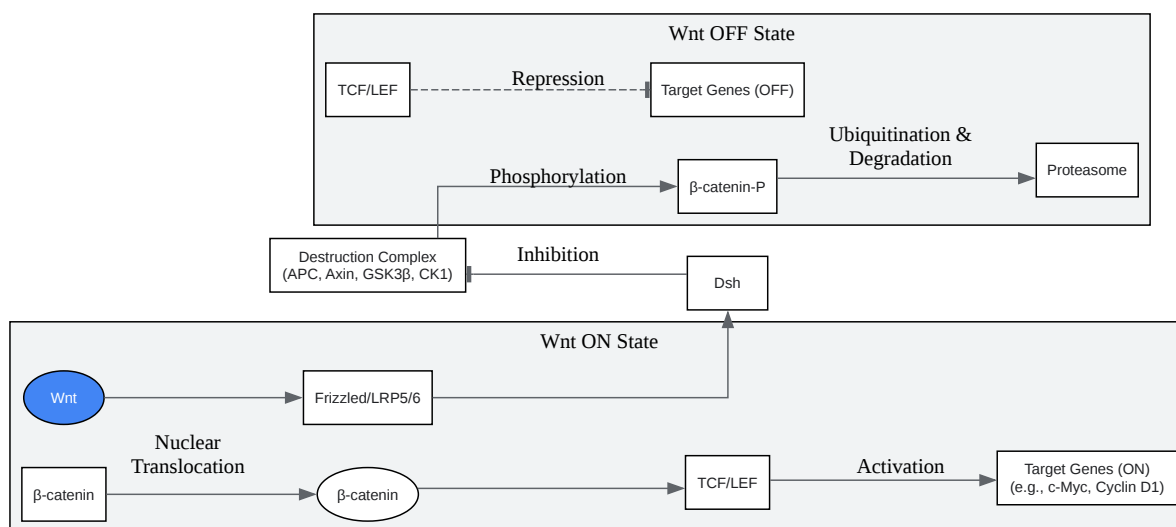 Wnt OFF State
TCF/LEF
Repression
Target Genes (OFF)
Phosphorylation
β-catenin-P
Ubiquitination &
Degradation
Proteasome
Destruction Complex
(APC, Axin, GSK3β, CK1)
Inhibition
Dsh
Wnt ON State
Wnt
Frizzled/LRP5/6
Nuclear
Translocation
β-catenin
β-catenin
TCF/LEF
Activation
Target Genes (ON)
(e.g., c-Myc, Cyclin D1)